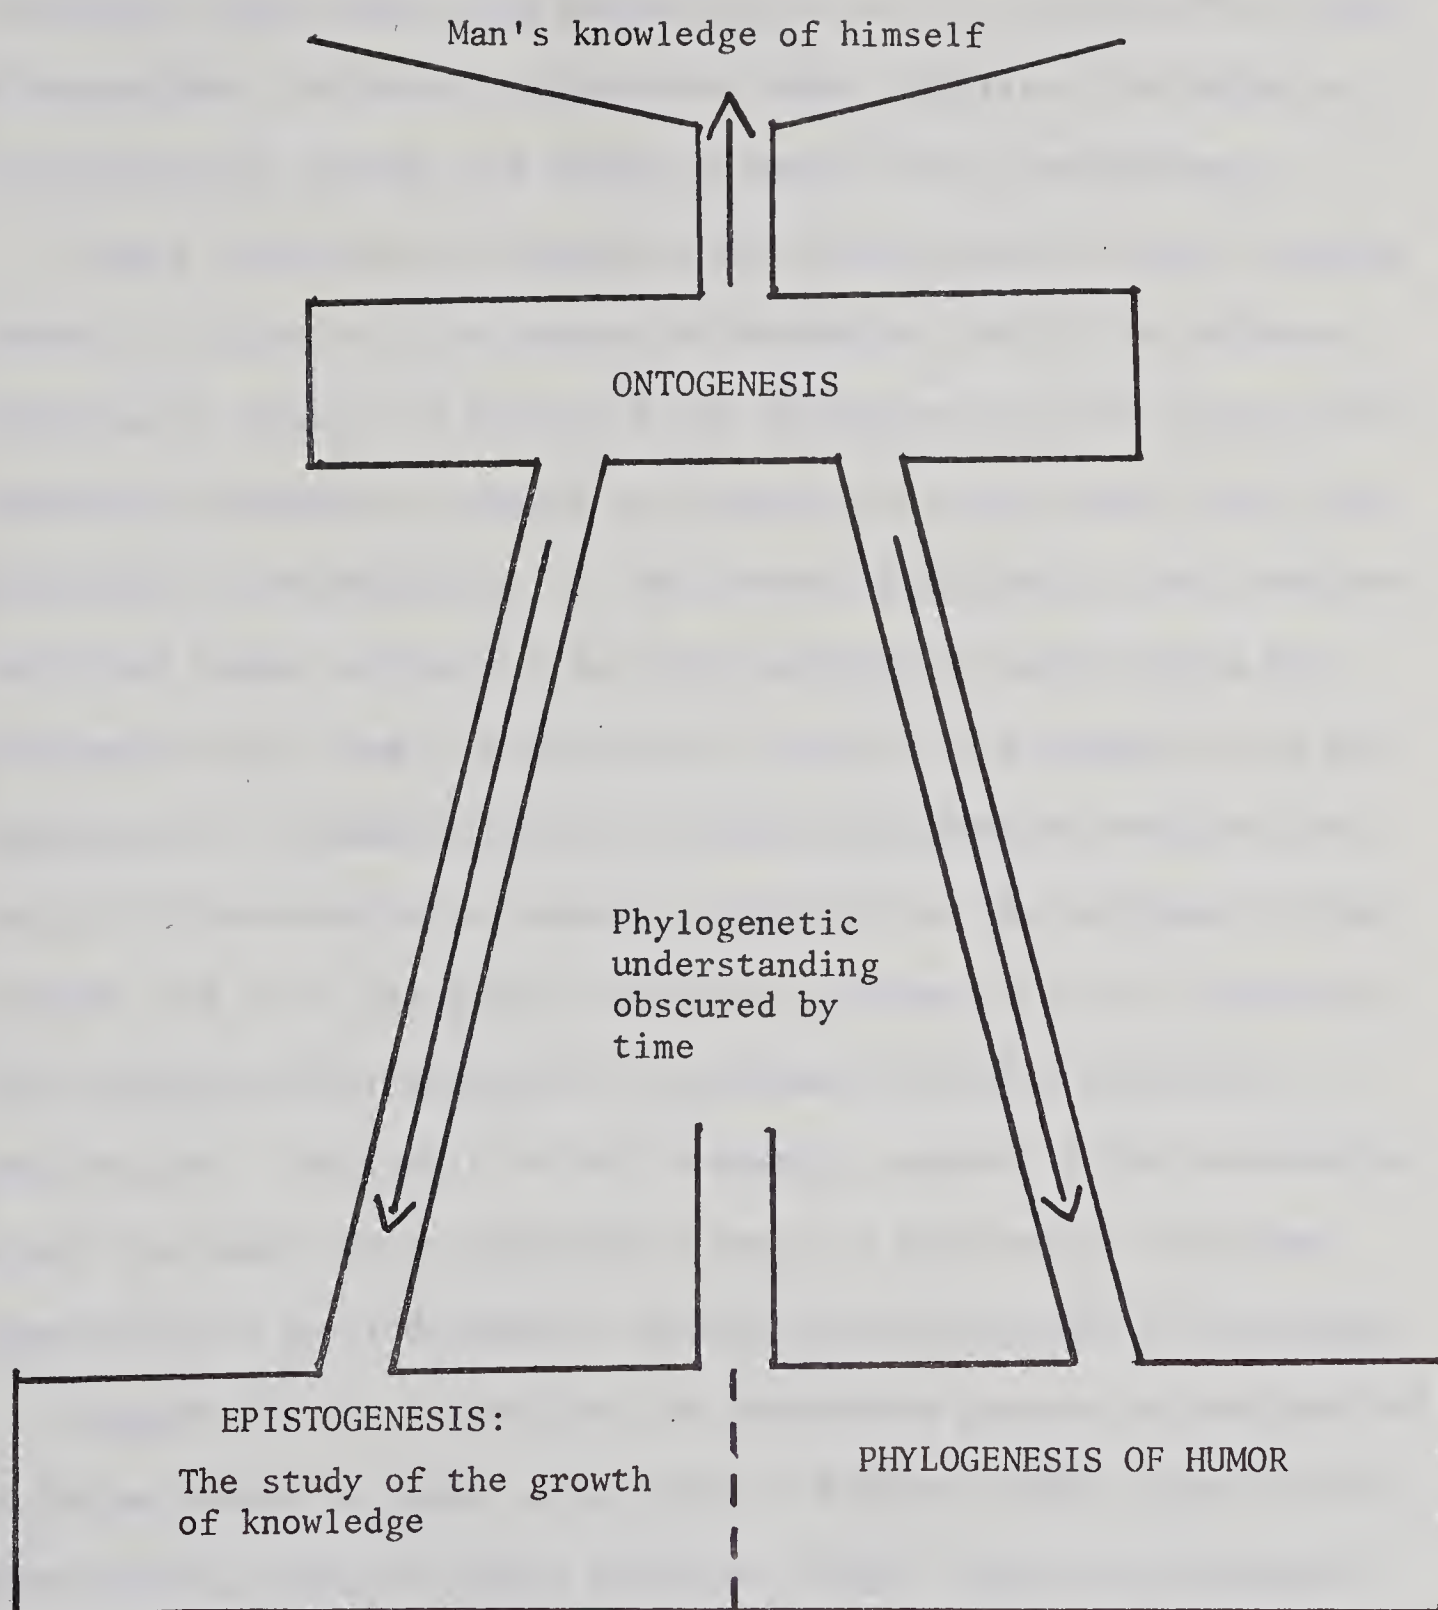 Man's knowledge of himself
ONTOGENESIS
Phylogenetic
understanding
obscured by
time
EPISTOGENESIS:
The study of the growth
of knowledge
PHYLOGENESIS OF HUMOR